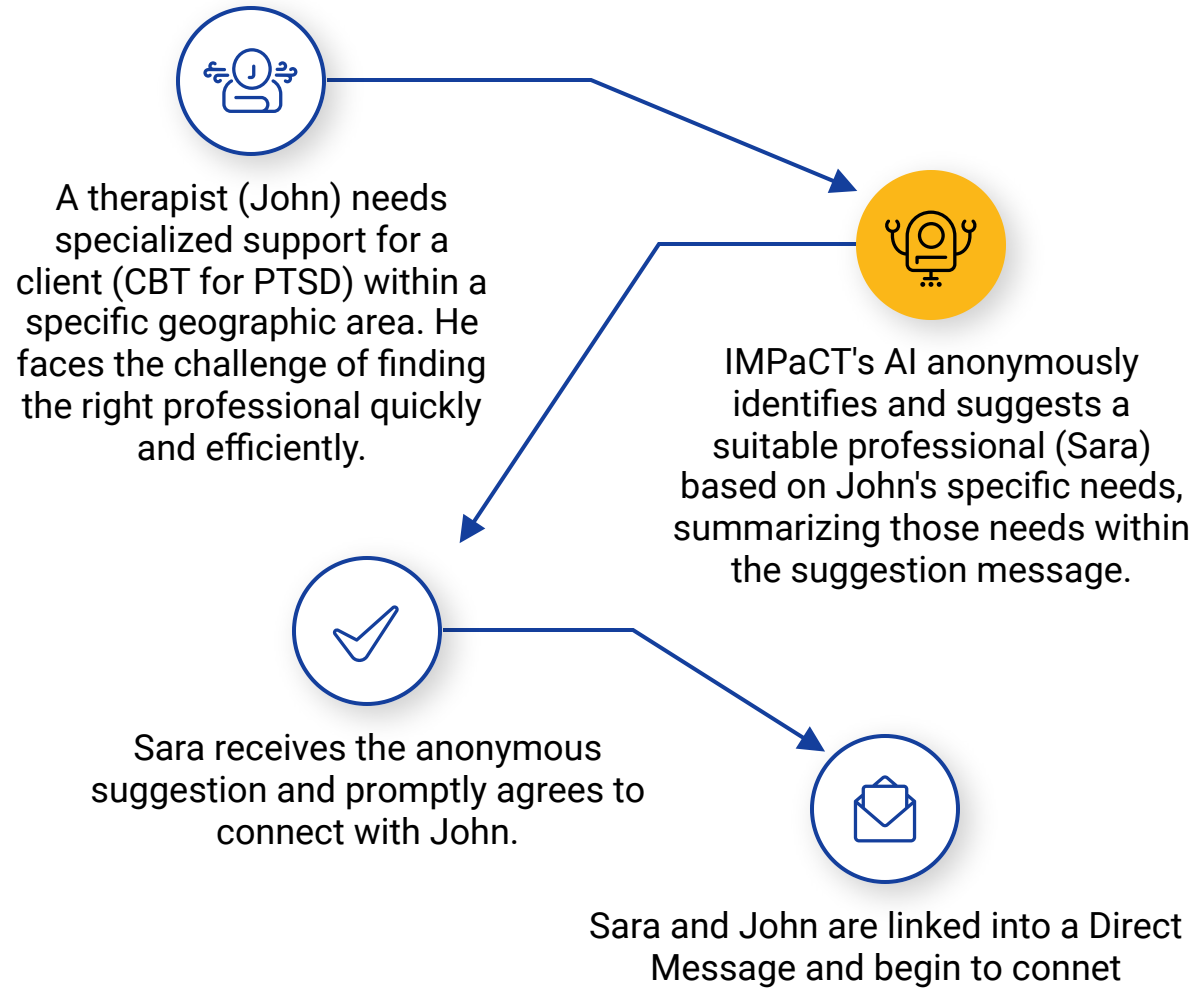 J
A therapist (John) needs
specialized support for a
client (CBT for PTSD) within a
specific geographic area. He
faces the challenge of finding
the right professional quickly
and efficiently.
IMPaCT's AI anonymously
identifies and suggests a
suitable professional (Sara)
based on John's specific needs,
summarizing those needs within
the suggestion message.
Sara receives the anonymous
suggestion and promptly agrees to
connect with John.
Sara and John are linked into a Direct
Message and begin to connet